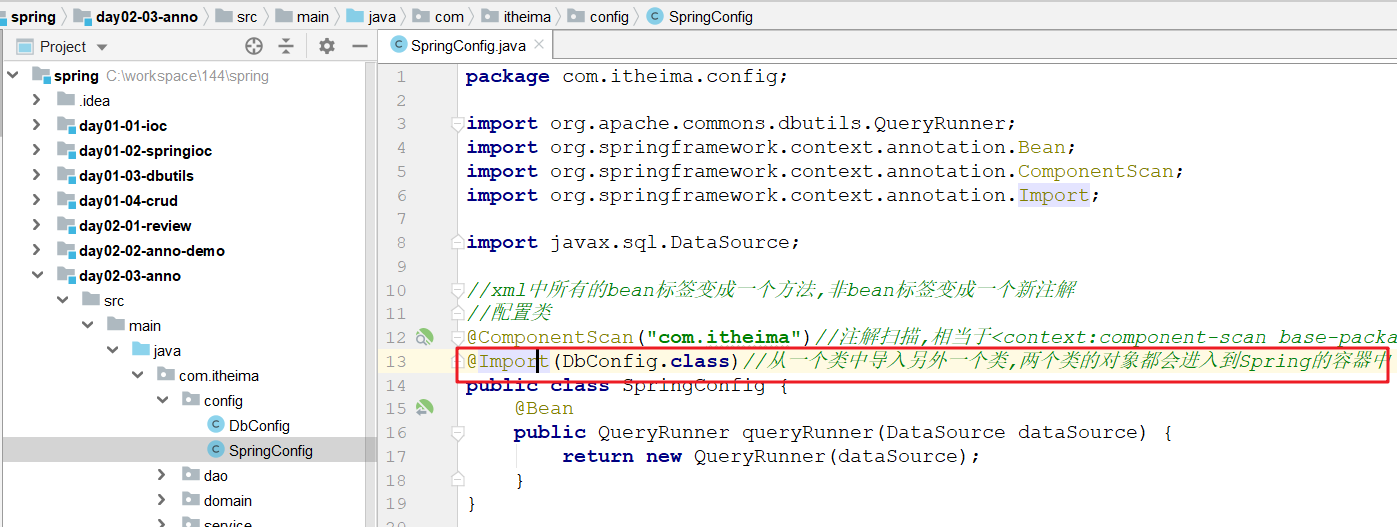 spring day02-03-anno src main java com itheima config SpringConfig
Project
SpringConfig.java
spring C:\workspace\144\spring
.idea
day01-01-ioc
day01-02-springioc
day01-03-dbutils
day01-04-crud
day02-01-review
day02-02-anno-demo
day02-03-anno
src
main
java
com.itheima
config
DbConfig
SpringConfig
dao
domain
service
1 package com.itheima.config;
2
3 import org.apache.commons.dbutils.QueryRunner;
4 import org.springframework.context.annotation.Bean;
5 import org.springframework.context.annotation.ComponentScan;
6 import org.springframework.context.annotation.Import;
7
8 import javax.sql.DataSource;
9
10 //xml中所有的bean标签变成一个方法,非bean标签变成一个新注解
11 //配置类
12 @ComponentScan("com.itheima")//注解扫描,相当于<context:component-scan base-packa
13 @Import(DbConfig.class)//从一个类中导入另外一个类,两个类的对象都会进入到Spring的容器中
14 public class SpringConfig {
15 @Bean
16 public QueryRunner queryRunner(DataSource dataSource) {
17 return new QueryRunner(dataSource);
18 }
19 }
20